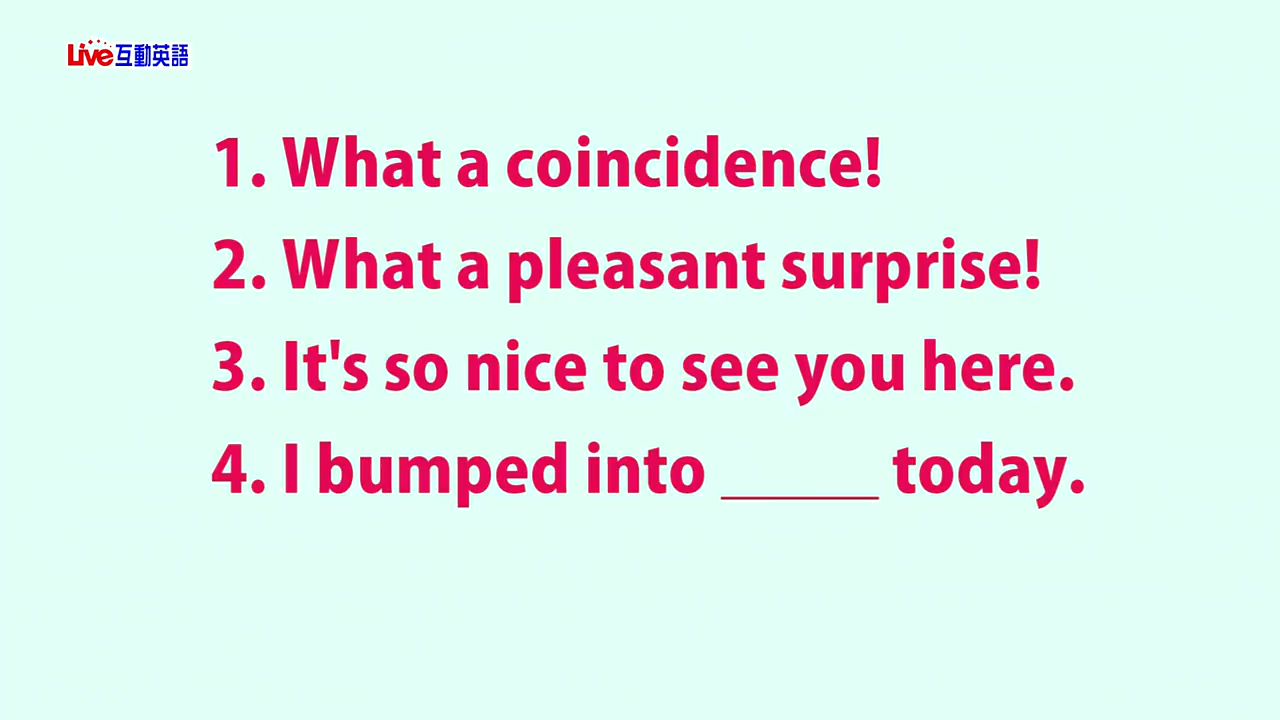 Live互動英語
1. What a coincidence!
2. What a pleasant surprise!
3. It's so nice to see you here.
4. I bumped into _____ today.